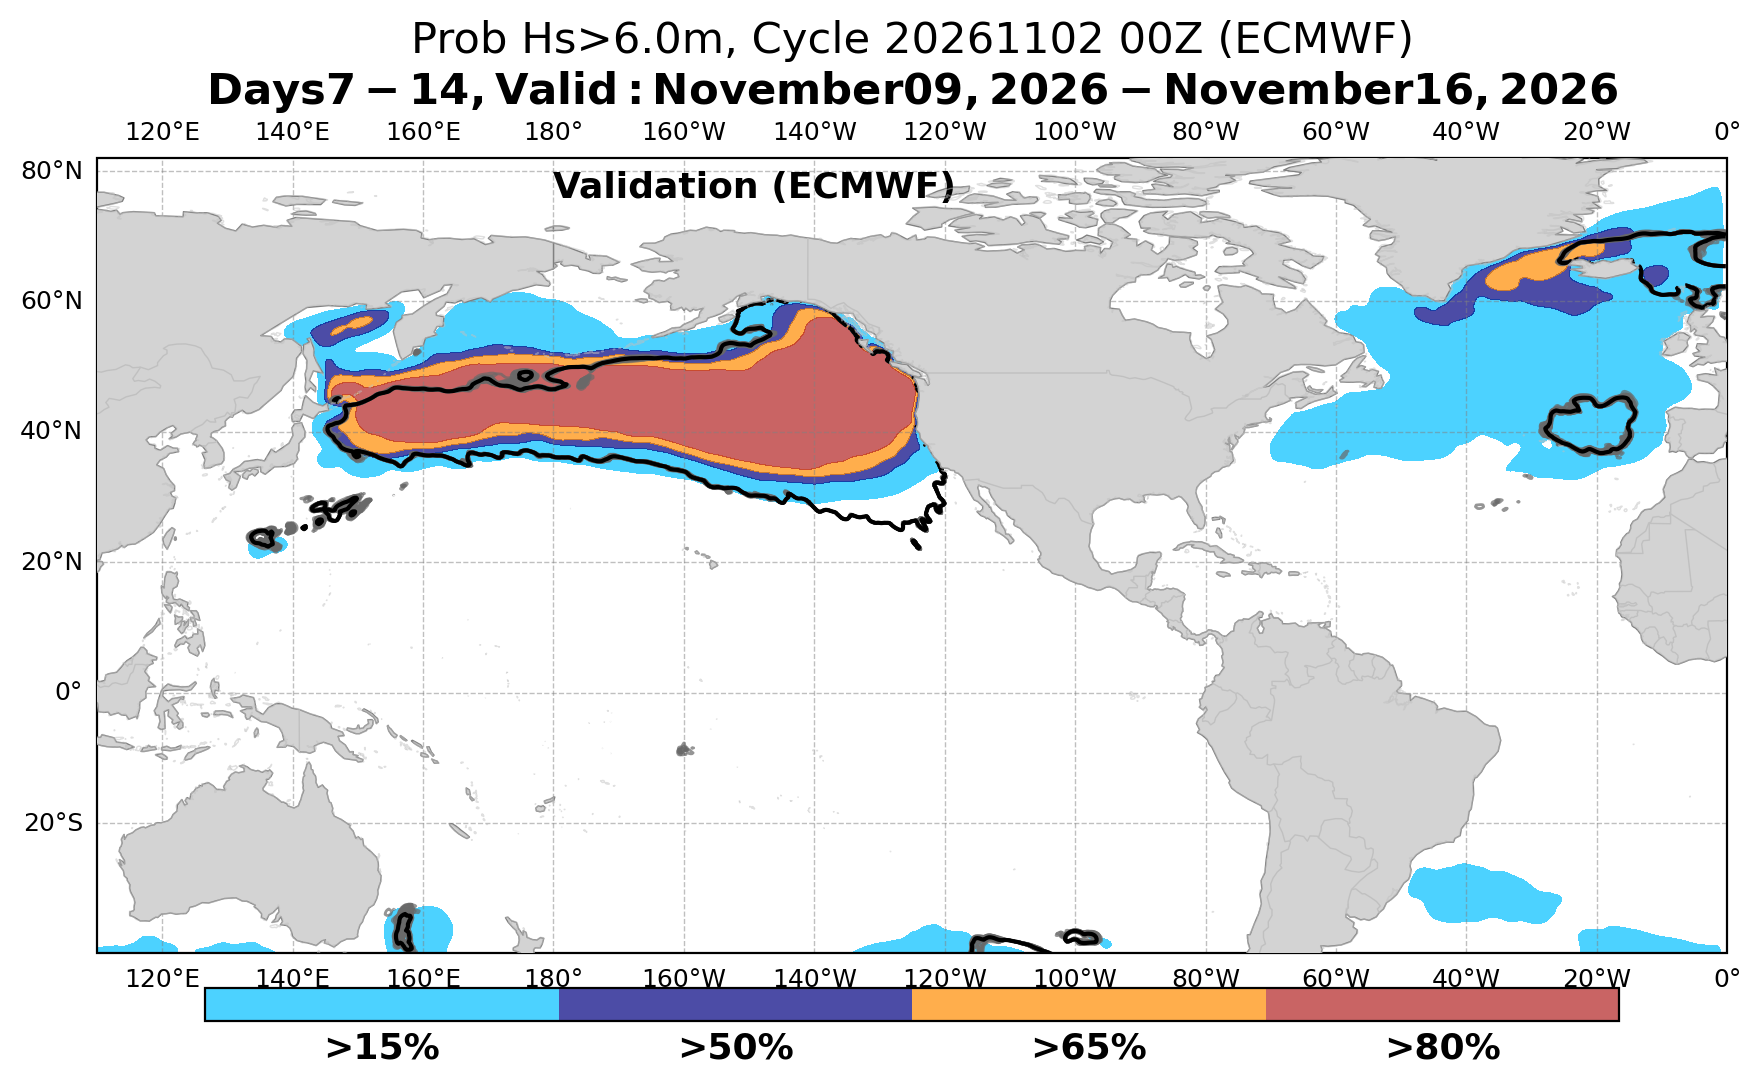 Prob Hs>6.0m, Cycle 20261102 00Z (ECMWF)
Days7 − 14, Valid : November09, 2026 − November16, 2026
120°E 140°E 160°E 180° 160°W 140°W 120°W 100°W 80°W 60°W 40°W 20°W 0°
80°N
Validation (ECMWF)
60°N
40°N
20°N
0°
20°S
120°E 140°E 160°E 180° 160°W 140°W 120°W 100°W 80°W 60°W 40°W 20°W 0°
>15% >50% >65% >80%